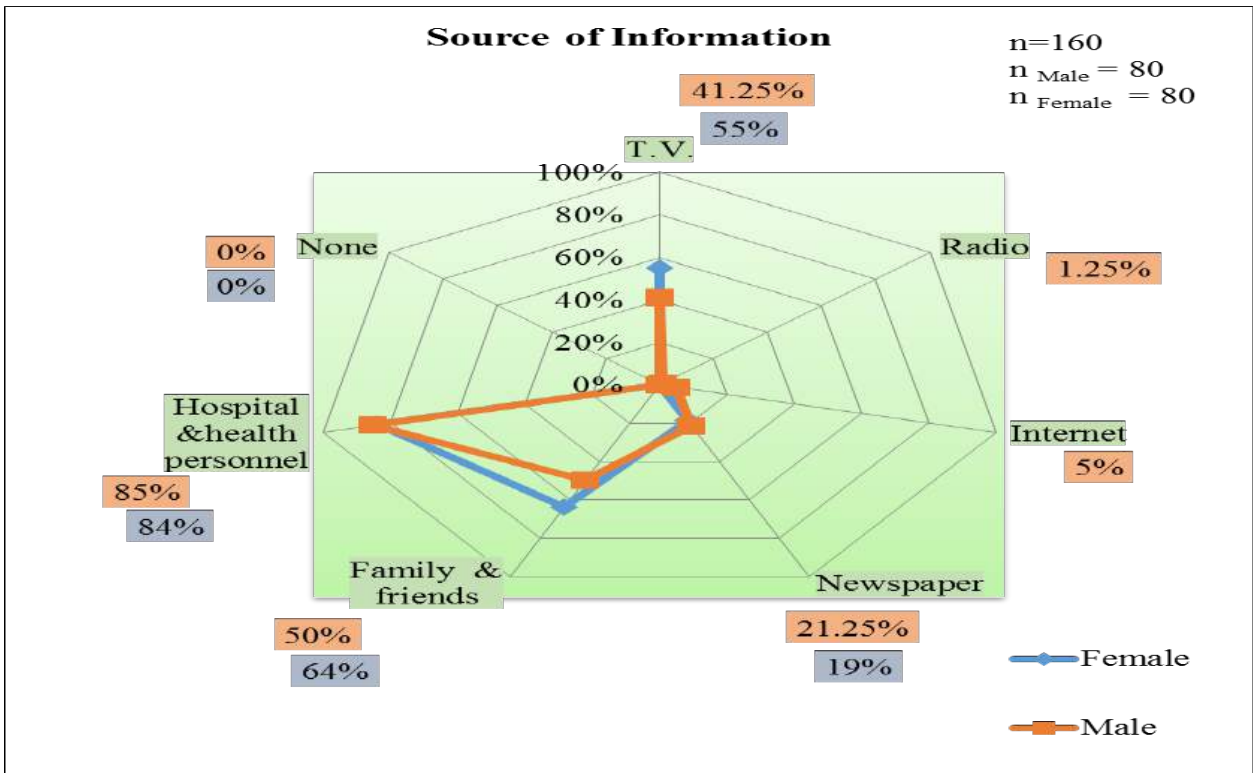 Source of Information
n=160
n Male = 80
n Female = 80
41.25%
55%
T.V.
100%
80%
60%
40%
20%
0%
None
0%
0%
Radio
1.25%
Hospital
&health
personnel
85%
84%
Internet
5%
Family &
friends
50%
64%
Newspaper
21.25%
19%
Female
Male